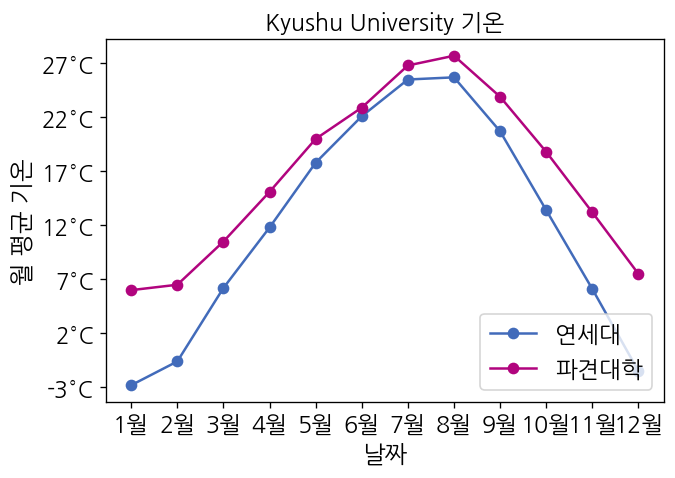 Kyushu University 기온
월 평균 기온
27°C
22°C
17°C
12°C
7°C
2°C
-3°C
연세대
파견대학
1월 2월 3월 4월 5월 6월 7월 8월 9월 10월 11월 12월
날짜